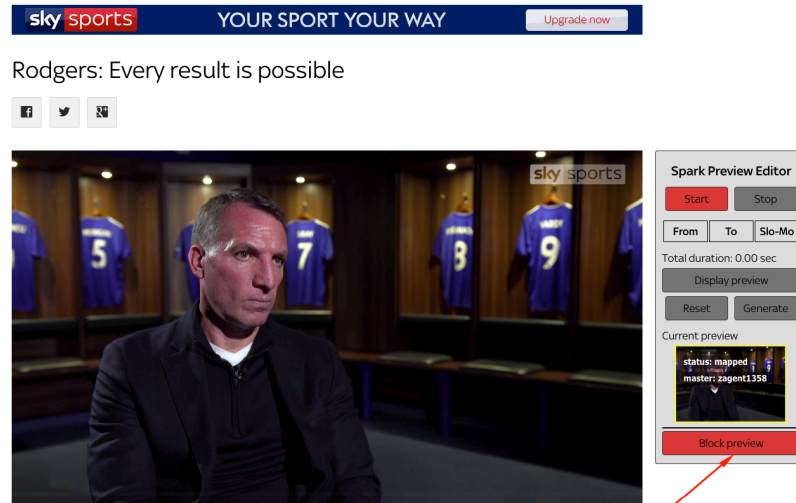 sky sports YOUR SPORT YOUR WAY Upgrade now
Rodgers: Every result is possible
sky sports
5
7
8
VARDY
9
Spark Preview Editor
Start Stop
From To Slo-Mo
Total duration: 0.00 sec
Display preview
Reset Generate
Current preview
status: mapped
master: zagent1358
Block preview